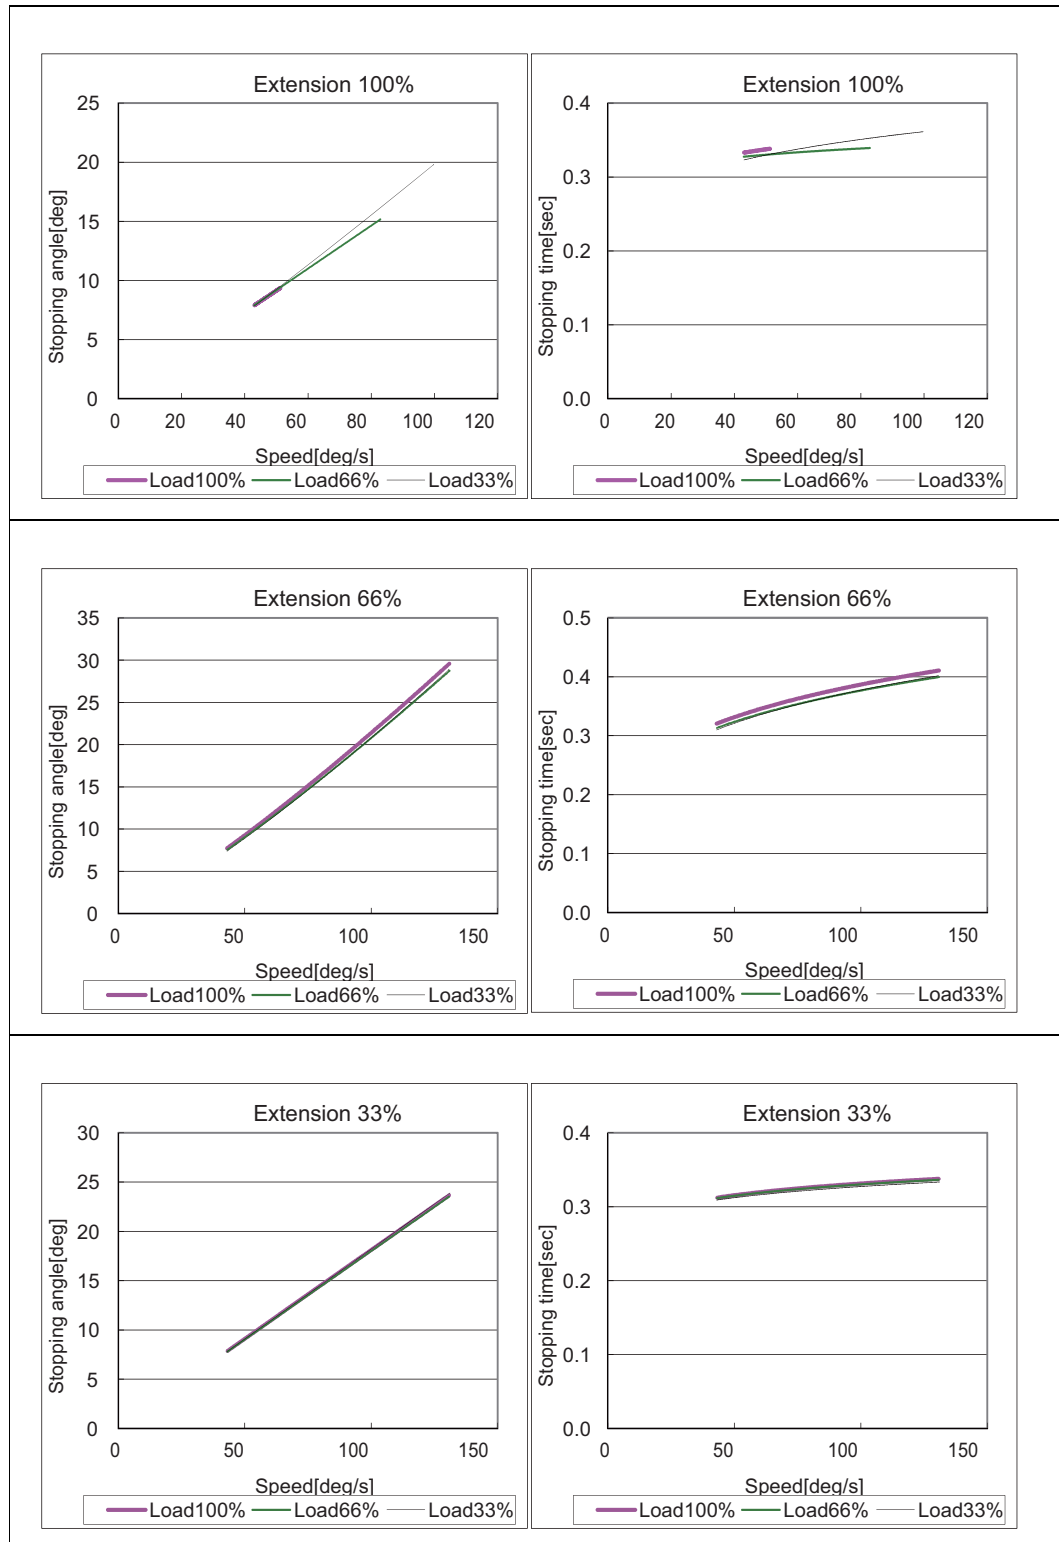 Extension 100%
Stopping angle[deg]
25
20
15
10
5
0
0 20 40 60 80 100 120
Speed[deg/s]
Load100% Load66% Load33%
Extension 100%
Stopping time[sec]
0.4
0.3
0.2
0.1
0.0
0 20 40 60 80 100 120
Speed[deg/s]
Load100% Load66% Load33%
Extension 66%
Stopping angle[deg]
35
30
25
20
15
10
5
0
0 50 100 150
Speed[deg/s]
Load100% Load66% Load33%
Extension 66%
Stopping time[sec]
0.5
0.4
0.3
0.2
0.1
0.0
0 50 100 150
Speed[deg/s]
Load100% Load66% Load33%
Extension 33%
Stopping angle[deg]
30
25
20
15
10
5
0
0 50 100 150
Speed[deg/s]
Load100% Load66% Load33%
Extension 33%
Stopping time[sec]
0.4
0.3
0.2
0.1
0.0
0 50 100 150
Speed[deg/s]
Load100% Load66% Load33%